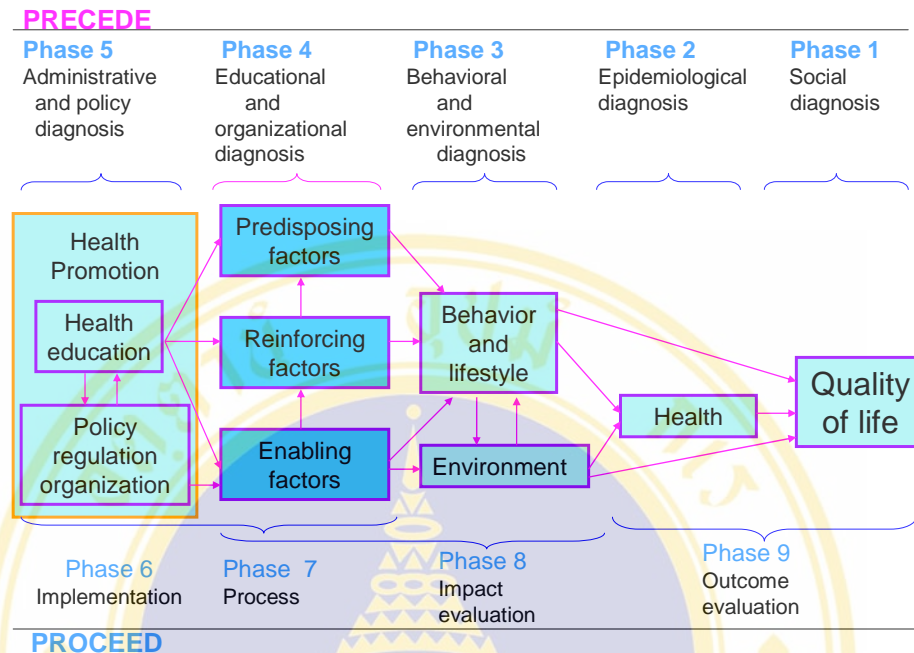 PRECEDE
Phase 5
Administrative
and policy
diagnosis
Phase 4
Educational
and
organizational
diagnosis
Phase 3
Behavioral
and
environmental
diagnosis
Phase 2
Epidemiological
diagnosis
Phase 1
Social
diagnosis
Health
Promotion
Health
education
Policy
regulation
organization
Predisposing
factors
Reinforcing
factors
Enabling
factors
Behavior
and
lifestyle
Environment
Health
Quality
of life
Phase 6
Implementation
Phase 7
Process
Phase 8
Impact
evaluation
Phase 9
Outcome
evaluation
PROCEED